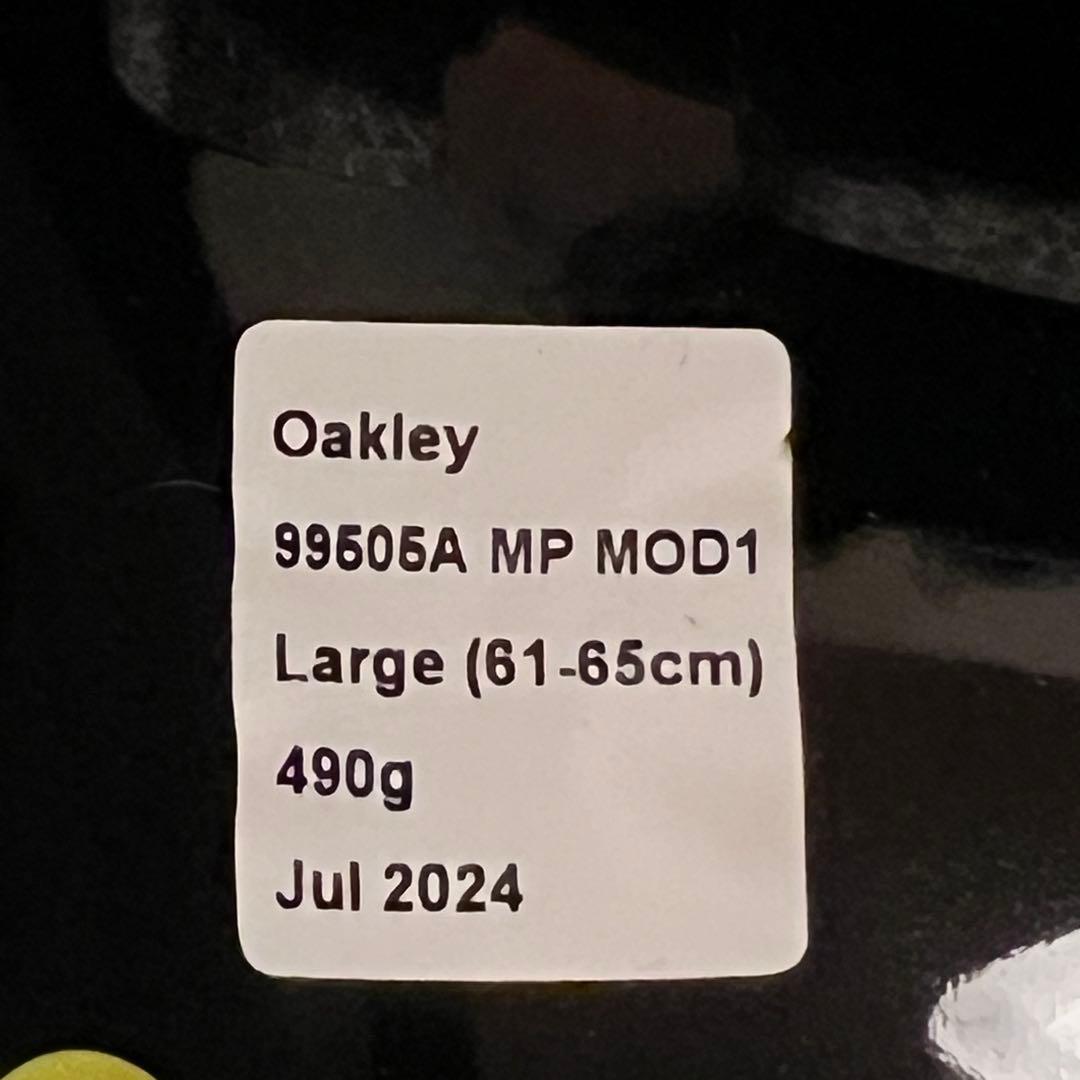 Oakley
99505A MP MOD1
Large (61-65cm)
490g
Jul 2024